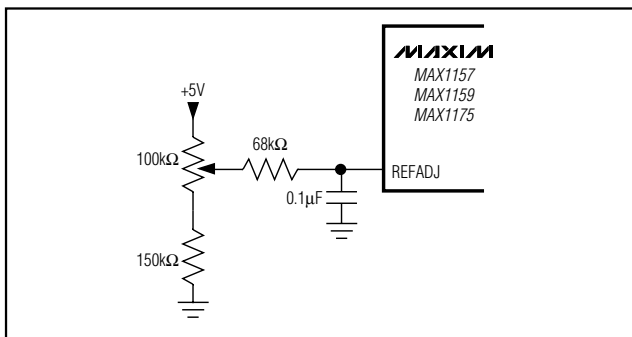 MAXIM
MAX1157
MAX1159
MAX1175
+5V
100kΩ
68kΩ
REFADJ
0.1µF
150kΩ